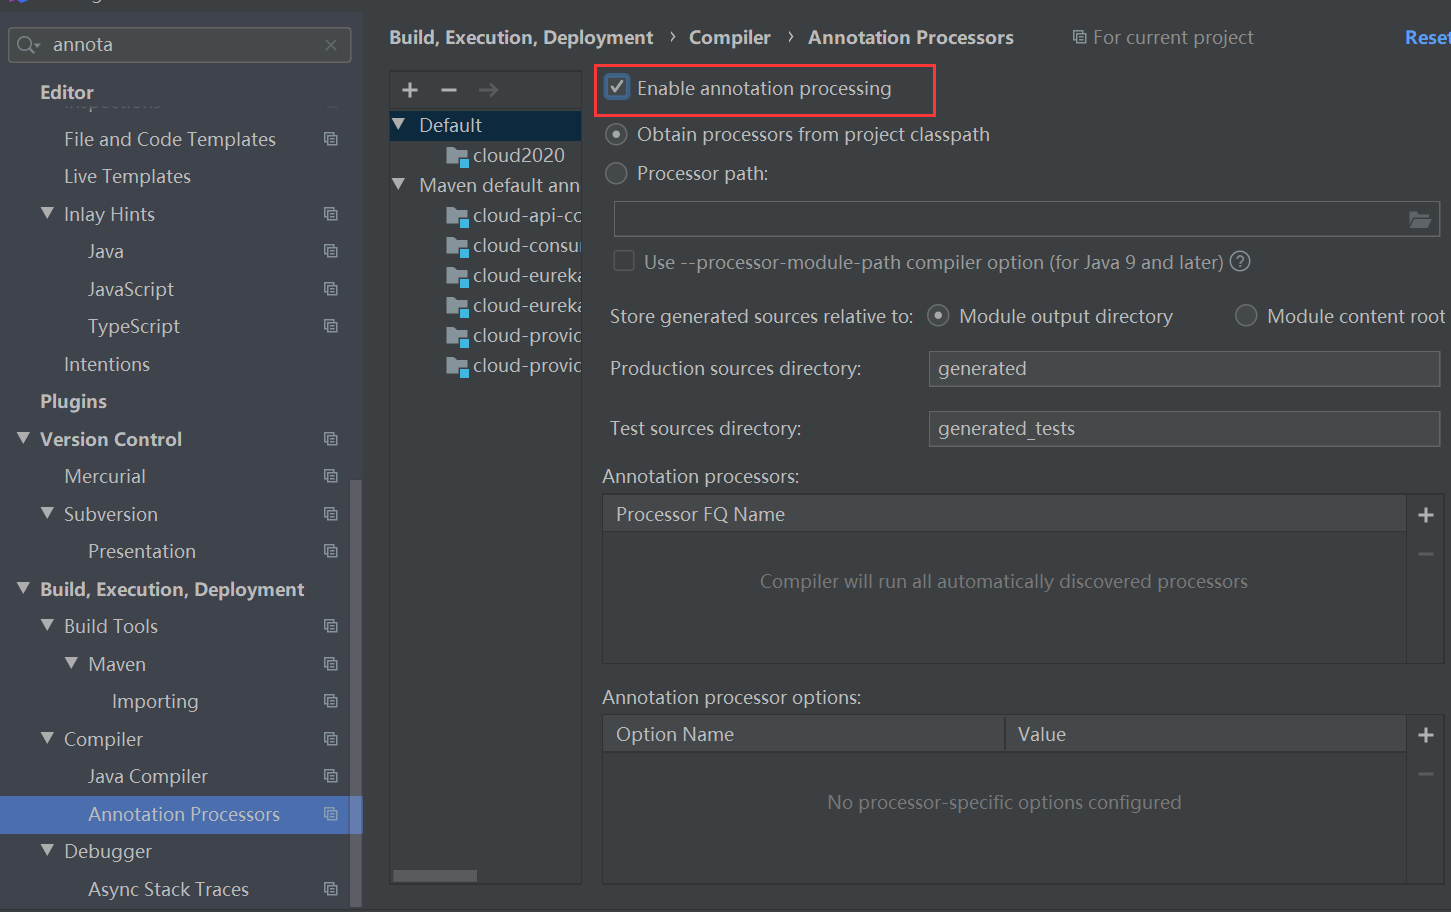 annota
Editor
File and Code Templates
Live Templates
Inlay Hints
Java
JavaScript
TypeScript
Intentions
Plugins
Version Control
Mercurial
Subversion
Presentation
Build, Execution, Deployment
Build Tools
Maven
Importing
Compiler
Java Compiler
Annotation Processors
Debugger
Async Stack Traces
Build, Execution, Deployment › Compiler › Annotation Processors
For current project
Reset
Default
cloud2020
Maven default ann
cloud-api-co
cloud-consu
cloud-eureka
cloud-eureka
cloud-provid
cloud-provid
Enable annotation processing
Obtain processors from project classpath
Processor path:
Use --processor-module-path compiler option (for Java 9 and later) ?
Store generated sources relative to: Module output directory Module content root
Production sources directory: generated
Test sources directory: generated_tests
Annotation processors:
Processor FQ Name
Compiler will run all automatically discovered processors
Annotation processor options:
Option Name Value
No processor-specific options configured